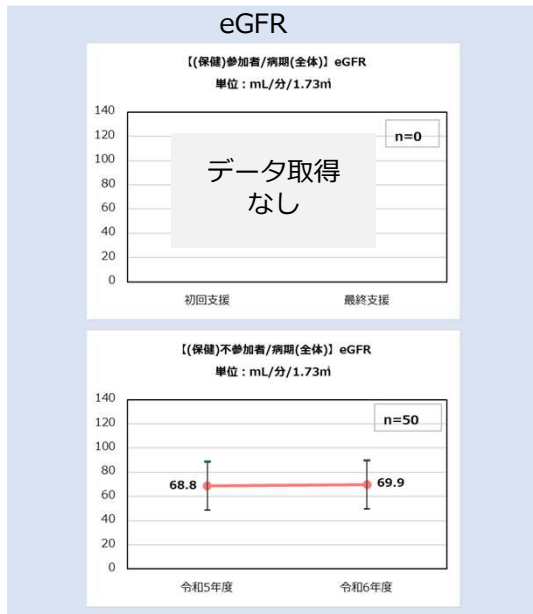 eGFR
【(保健)参加者/病期(全体)】eGFR
単位：mL/分/1.73㎡
140
120
100
80
60
40
20
0
n=0
データ取得
なし
初回支援 最終支援
【(保健)不参加者/病期(全体)】eGFR
単位：mL/分/1.73㎡
140
120
100
80
60
40
20
0
n=50
68.8 69.9
令和5年度 令和6年度